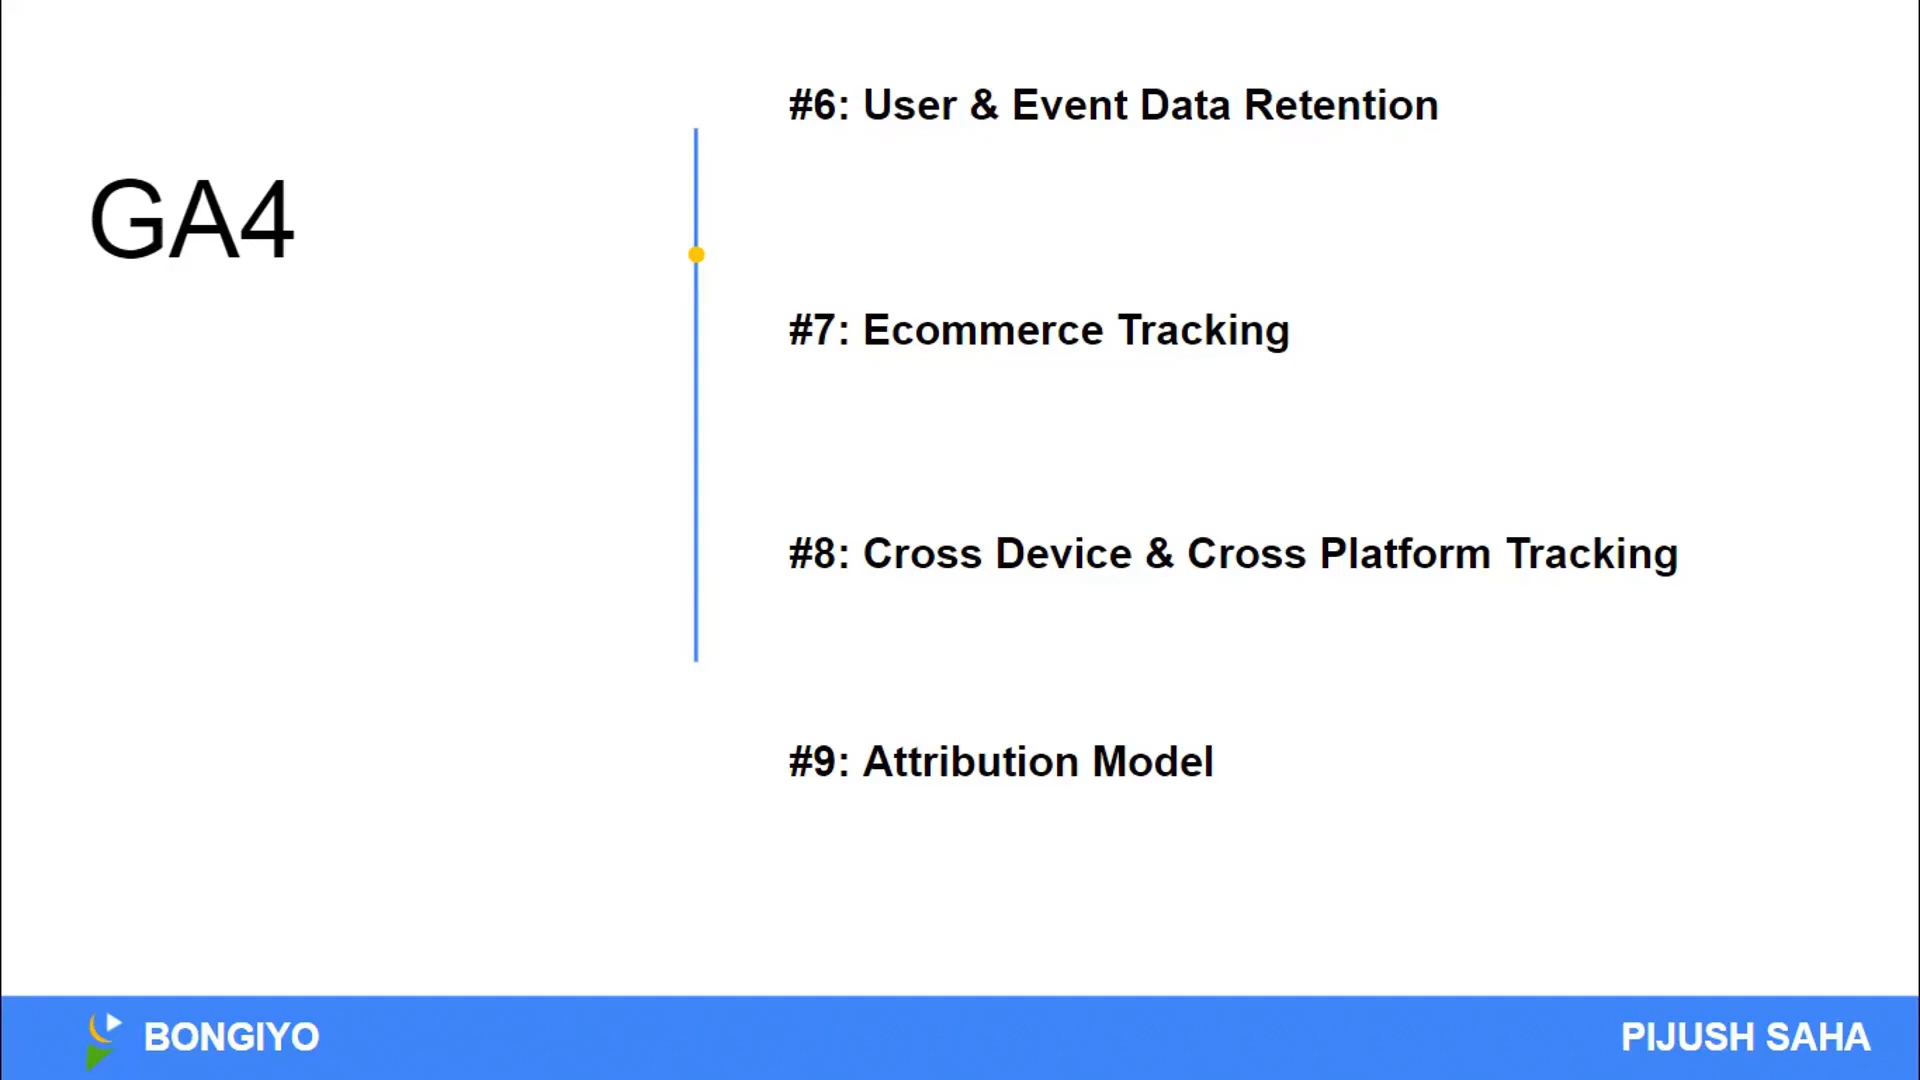 GA4
#6: User & Event Data Retention
#7: Ecommerce Tracking
#8: Cross Device & Cross Platform Tracking
#9: Attribution Model
BONGIYO
PIJUSH SAHA